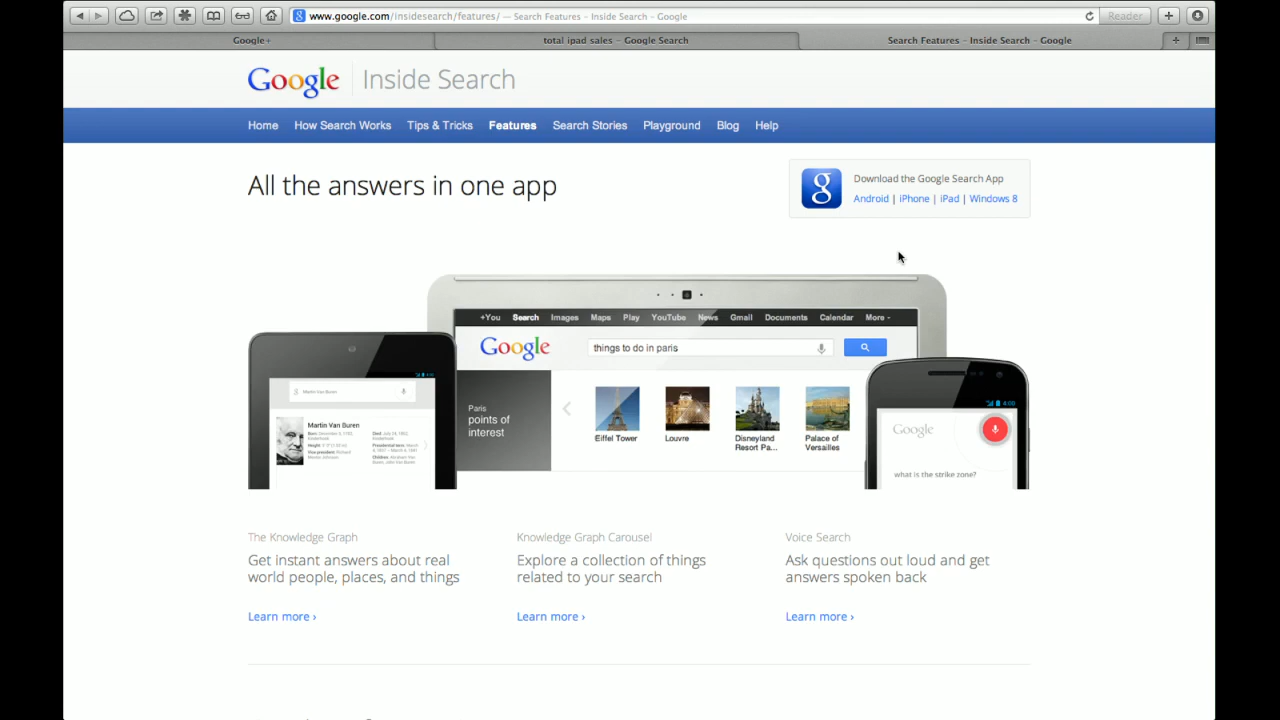 www.google.com/insidesearch/features/ — Search Features - Inside Search - Google
Reader
Google+
total ipad sales - Google Search
Search Features - Inside Search - Google
Google Inside Search
Home How Search Works Tips & Tricks Features Search Stories Playground Blog Help
All the answers in one app
Download the Google Search App
Android | iPhone | iPad | Windows 8
+You Search Images Maps Play YouTube News Gmail Documents Calendar More
Google
things to do in paris
Paris
points of
interest
Eiffel Tower
Louvre
Disneyland
Resort Pa...
Palace of
Versailles
Martin Van Buren
Martin Van Buren
4:00
Google
what is the strike zone?
The Knowledge Graph
Get instant answers about real
world people, places, and things
Learn more ›
Knowledge Graph Carousel
Explore a collection of things
related to your search
Learn more ›
Voice Search
Ask questions out loud and get
answers spoken back
Learn more ›